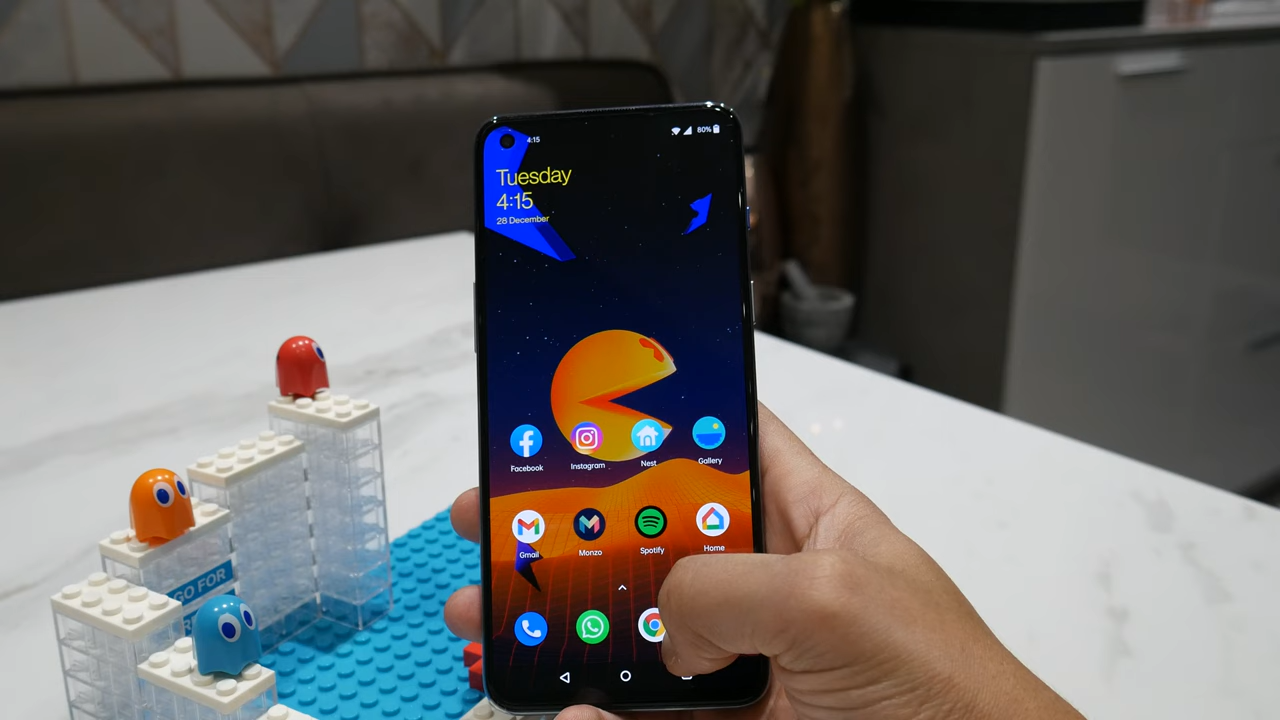 4:15
80%
Tuesday
4:15
28 December
Facebook
Instagram
Nest
Gallery
Gmail
Monzo
Spotify
Home
GO FOR